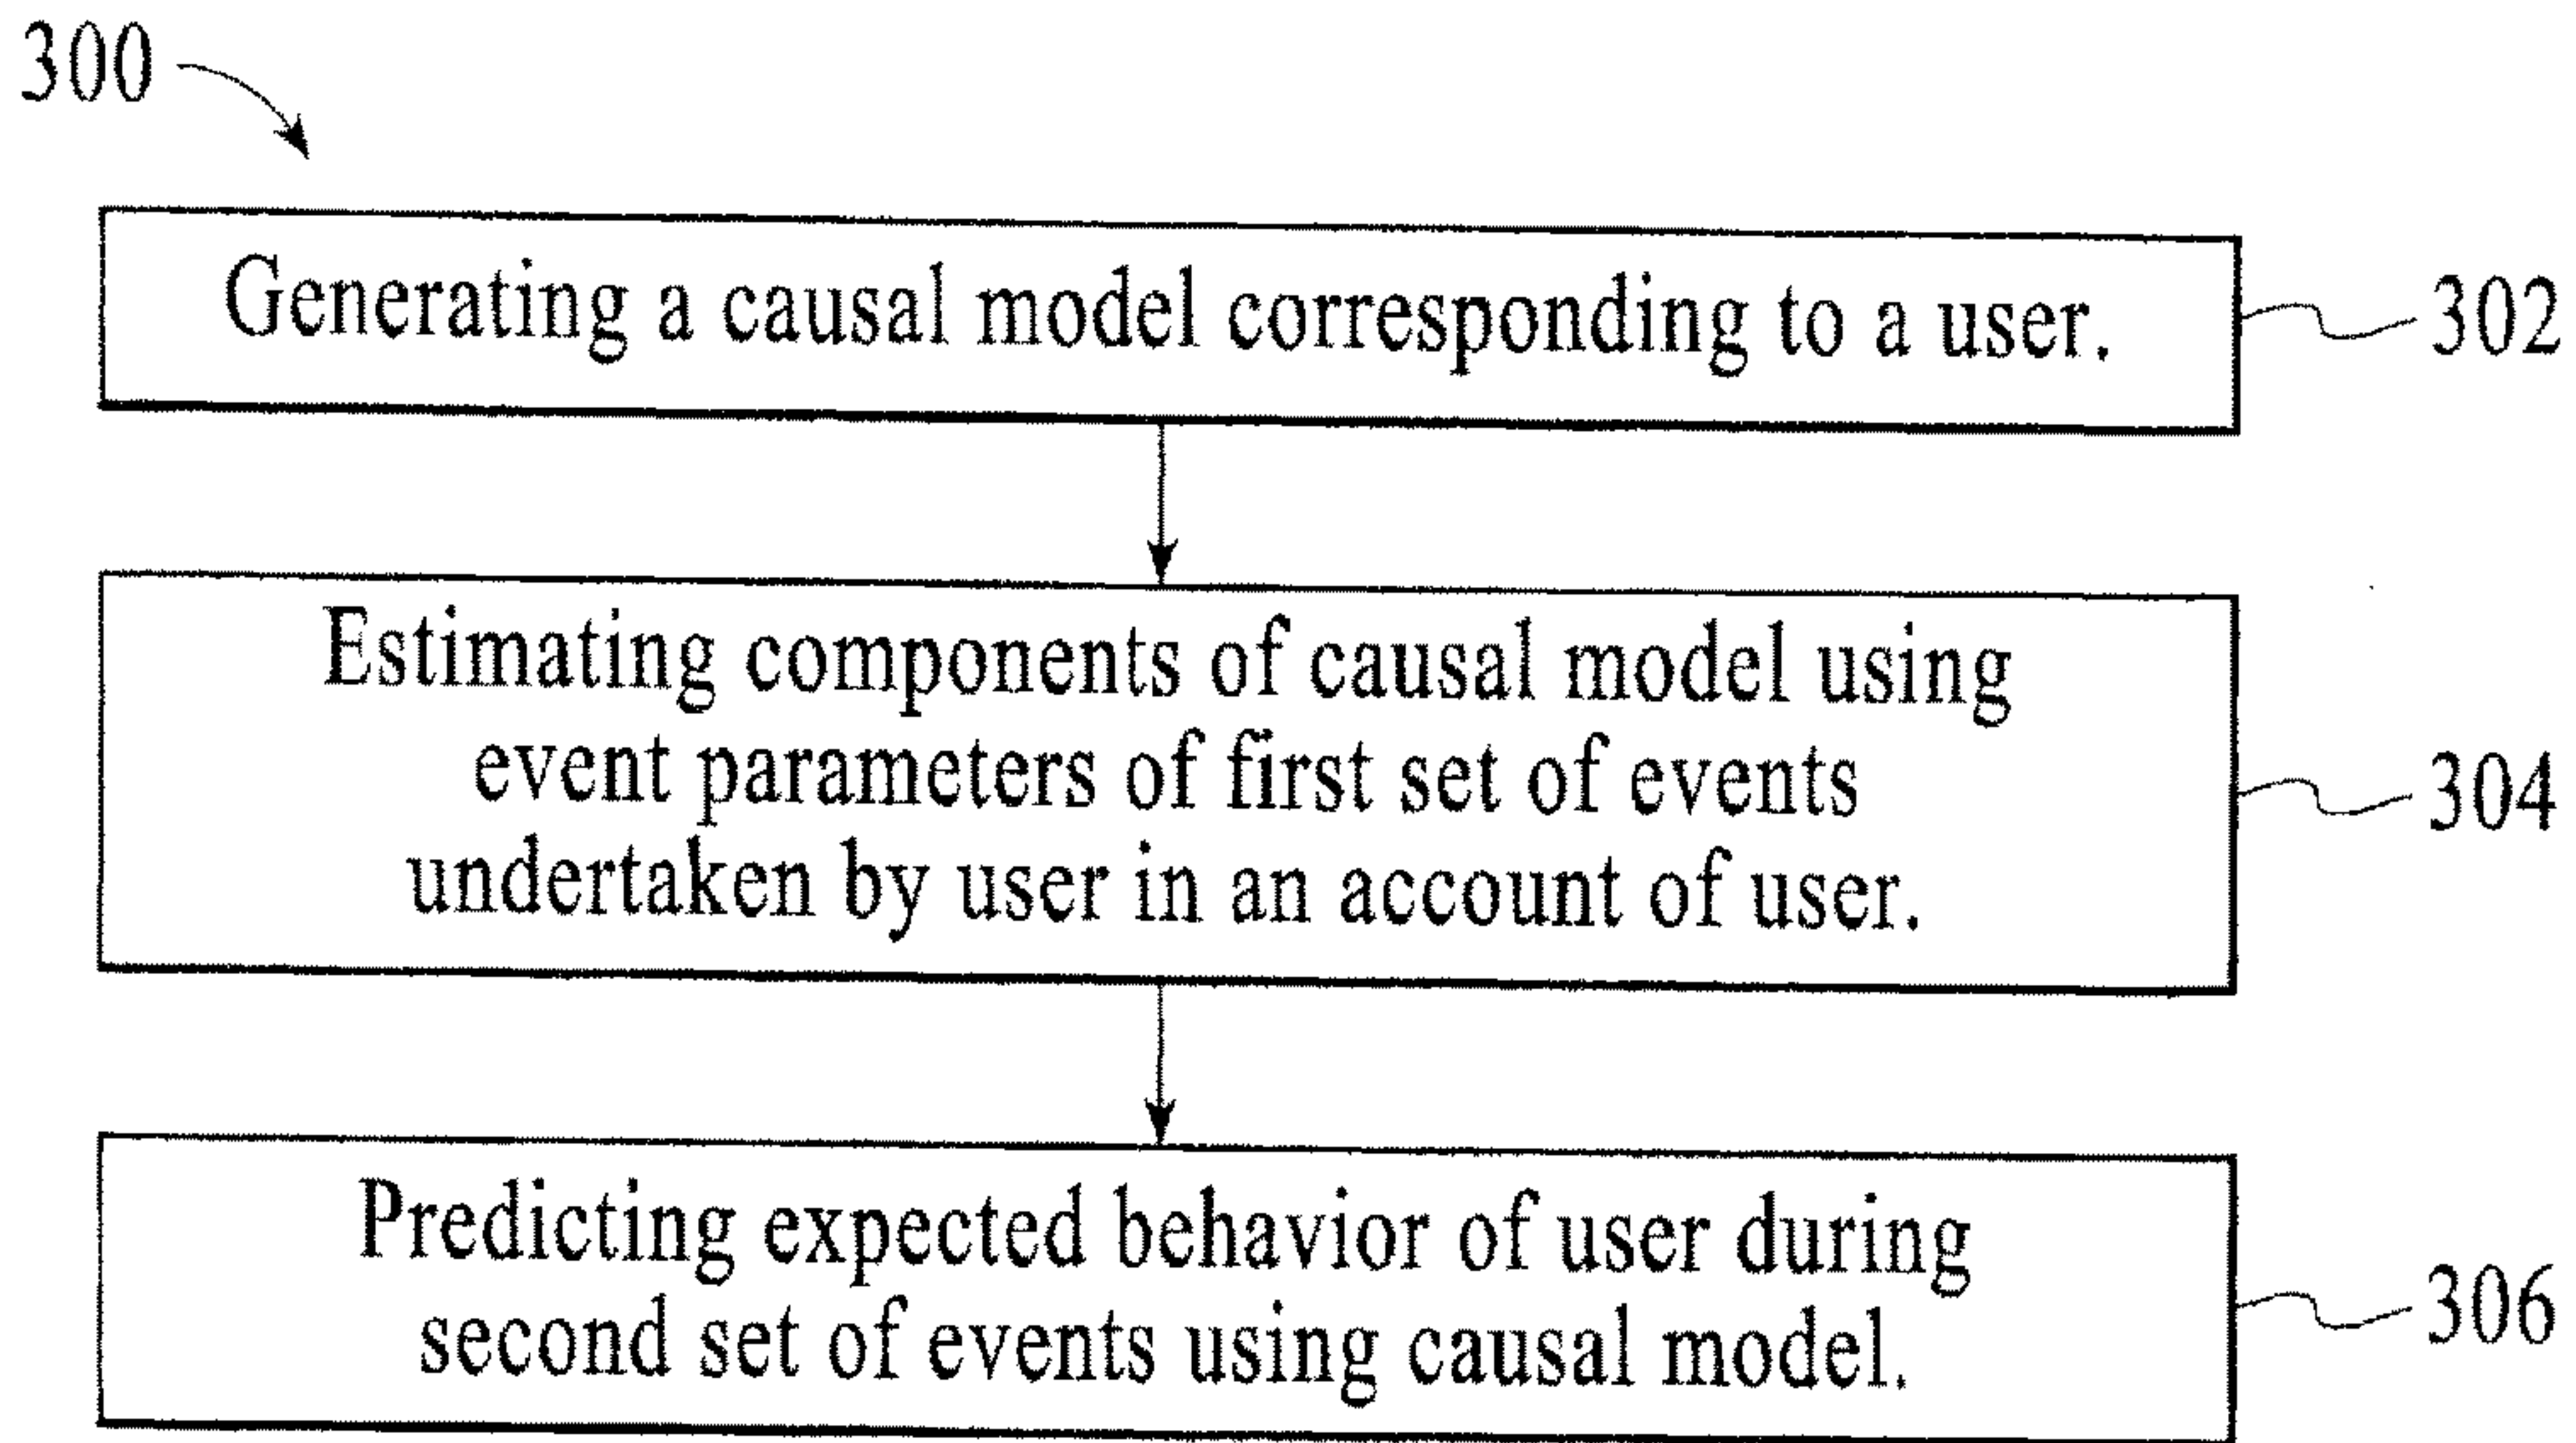 300
Generating a causal model corresponding to a user.
302
Estimating components of causal model using
event parameters of first set of events
undertaken by user in an account of user.
304
Predicting expected behavior of user during
second set of events using causal model.
306